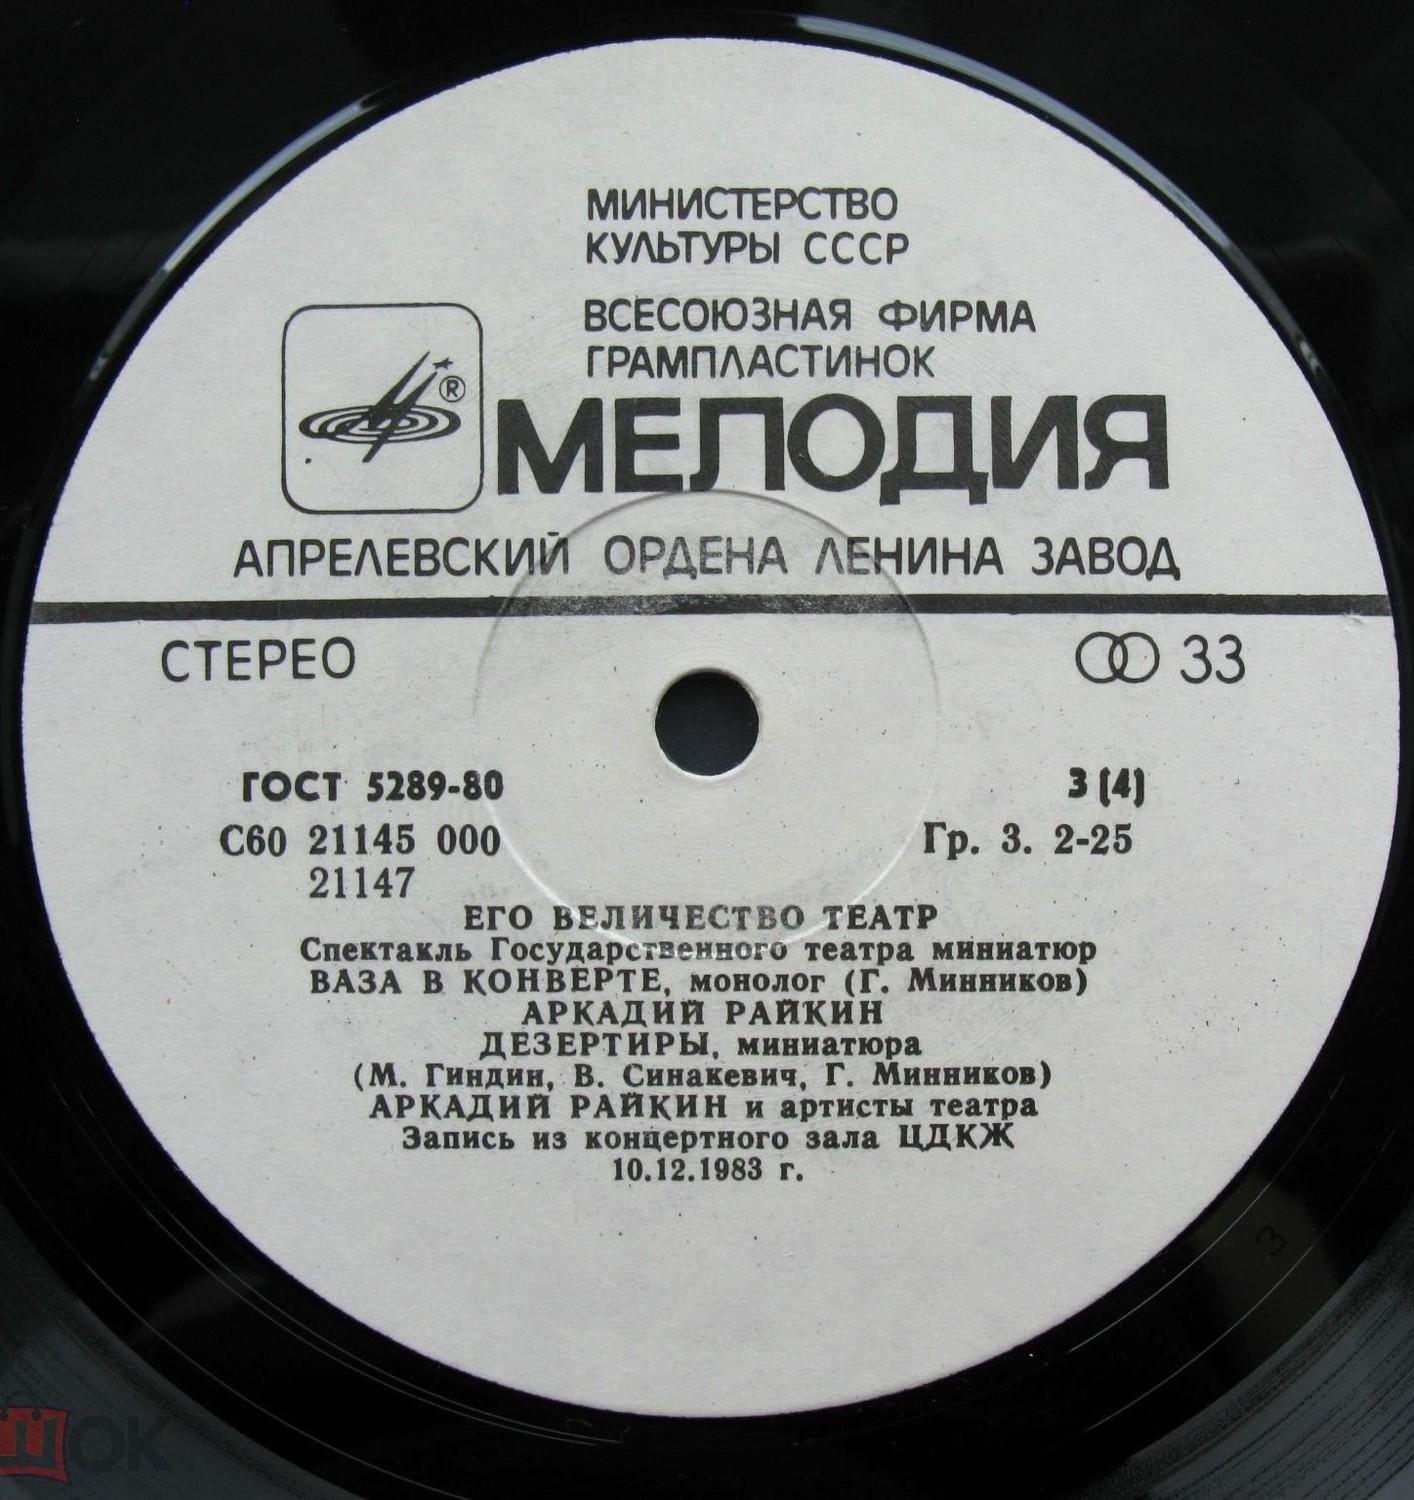 МИНИСТЕРСТВО
КУЛЬТУРЫ СССР
ВСЕСОЮЗНАЯ ФИРМА
ГРАМПЛАСТИНОК
®
МЕЛОДИЯ
АПРЕЛЕВСКИЙ ОРДЕНА ЛЕНИНА ЗАВОД
СТЕРЕО
33
ГОСТ 5289-80
3 (4)
С60 21145 000
Гр. 3. 2-25
21147
ЕГО ВЕЛИЧЕСТВО ТЕАТР
Спектакль Государственного театра миниатюр
ВАЗА В КОНВЕРТЕ, монолог (Г. Минников)
АРКАДИЙ РАЙКИН
ДЕЗЕРТИРЫ, миниатюра
(М. Гиндин, В. Синакевич, Г. Минников)
АРКАДИЙ РАЙКИН и артисты театра
Запись из концертного зала ЦДКЖ
10.12.1983 г.
3
ШОК